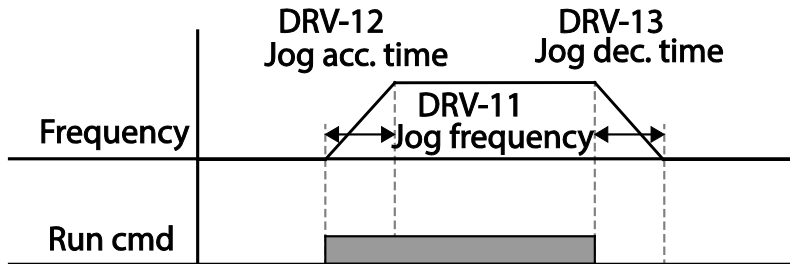 DRV-12
Jog acc. time
DRV-13
Jog dec. time
DRV-11
Jog frequency
Frequency
Run cmd